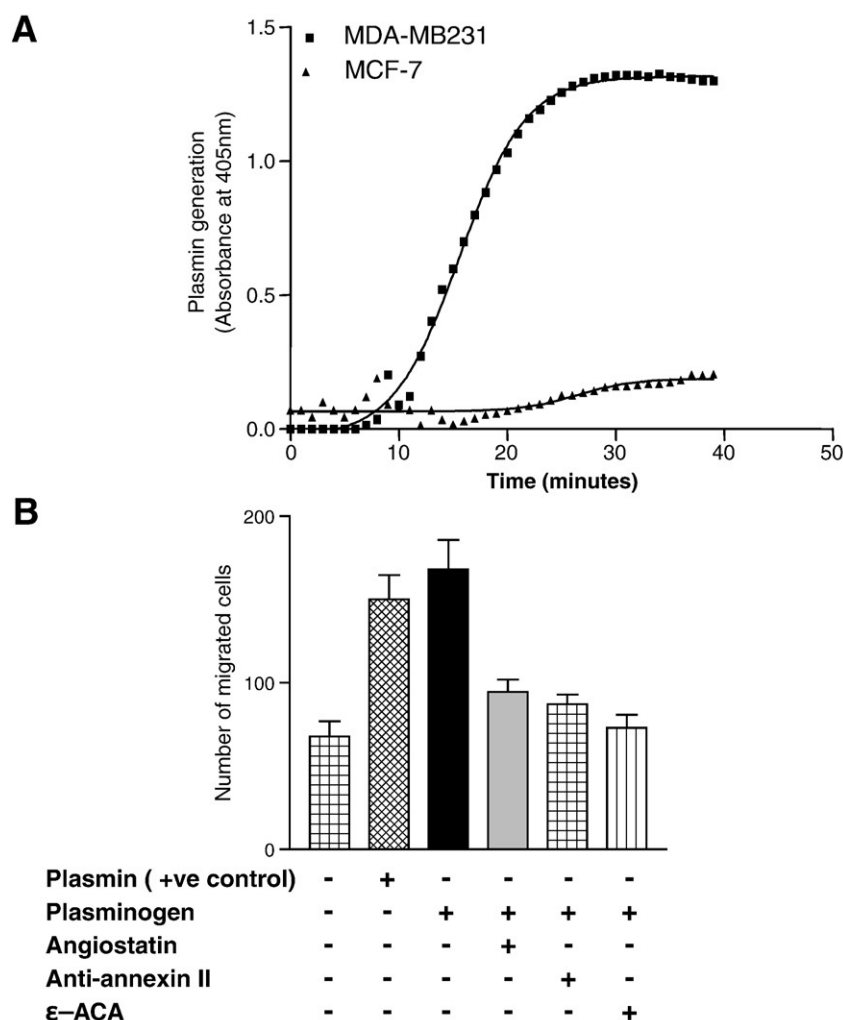 A
MDA-MB231
MCF-7
Plasmin generation
(Absorbance at 405nm)
1.5
1.0
0.5
0.0
0 10 20 30 40 50
Time (minutes)
B
Number of migrated cells
200
100
0
Plasmin ( +ve control) - + - - - -
Plasminogen - - + + + +
Angiostatin - - - + - -
Anti-annexin II - - - - + -
ε–ACA - - - - - +